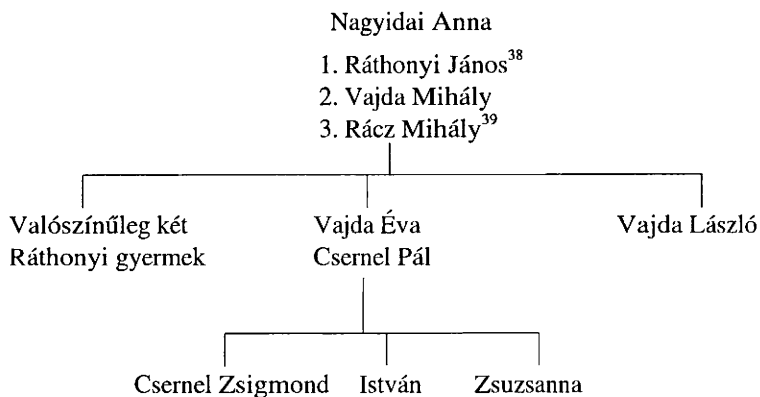 Nagyidai Anna
1. Ráthonyi János³⁸
2. Vajda Mihály
3. Rácz Mihály³⁹
Valószínűleg két
Ráthonyi gyermek
Vajda Éva
Csernel Pál
Vajda László
Csernel Zsigmond István Zsuzsanna